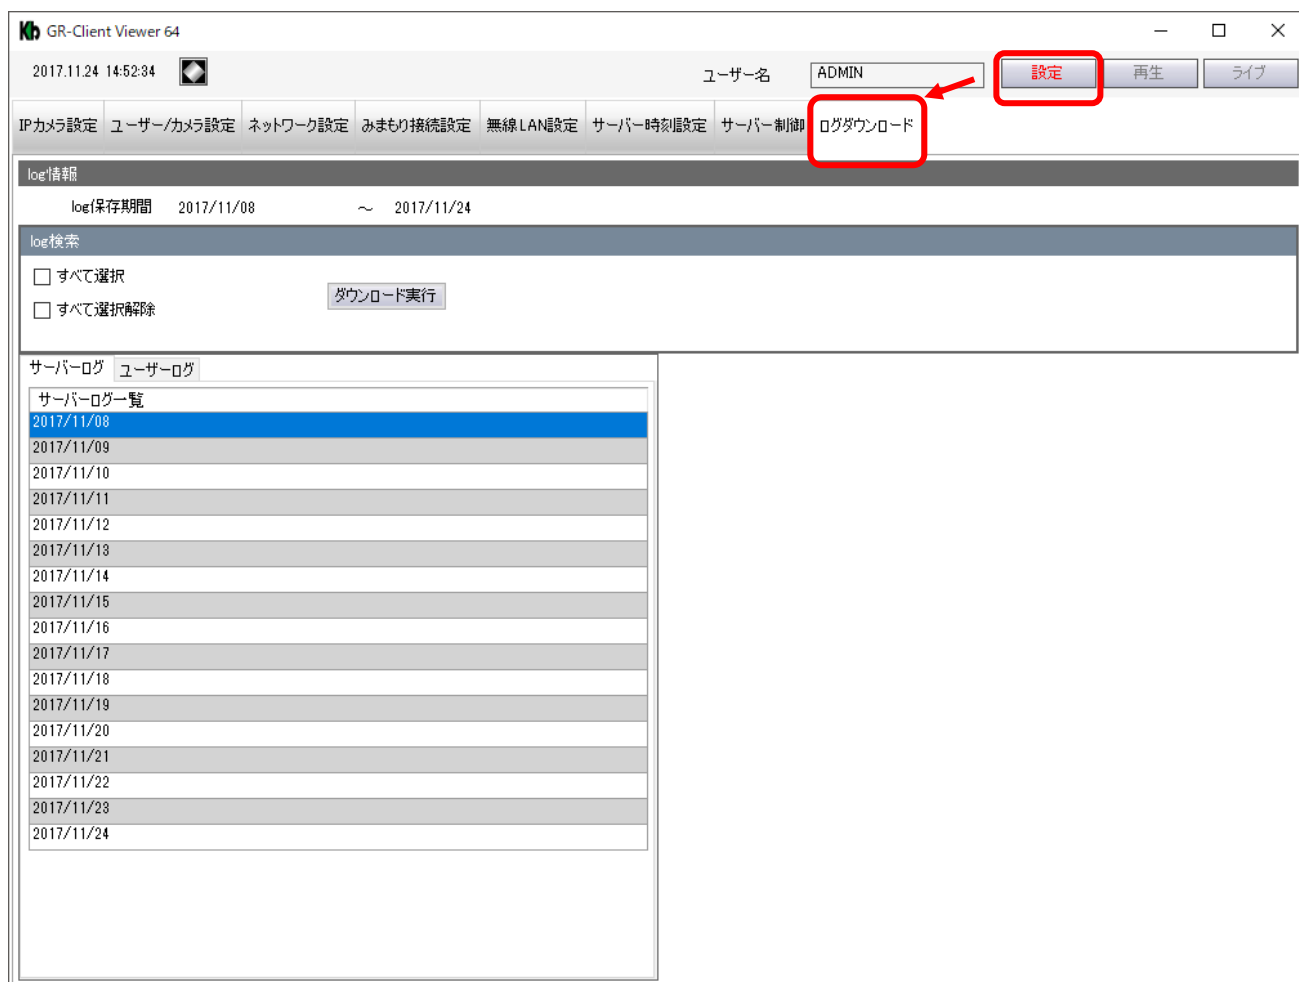 Kb GR-Client Viewer 64
2017.11.24 14:52:34 ユーザー名 ADMIN 設定 再生 ライブ
IPカメラ設定 ユーザー/カメラ設定 ネットワーク設定 みまもり接続設定 無線LAN設定 サーバー時刻設定 サーバー制御 ログダウンロード
log情報
log保存期間 2017/11/08 ～ 2017/11/24
log検索
すべて選択
ダウンロード実行
すべて選択解除
サーバーログ ユーザーログ
サーバーログ一覧
2017/11/08
2017/11/09
2017/11/10
2017/11/11
2017/11/12
2017/11/13
2017/11/14
2017/11/15
2017/11/16
2017/11/17
2017/11/18
2017/11/19
2017/11/20
2017/11/21
2017/11/22
2017/11/23
2017/11/24